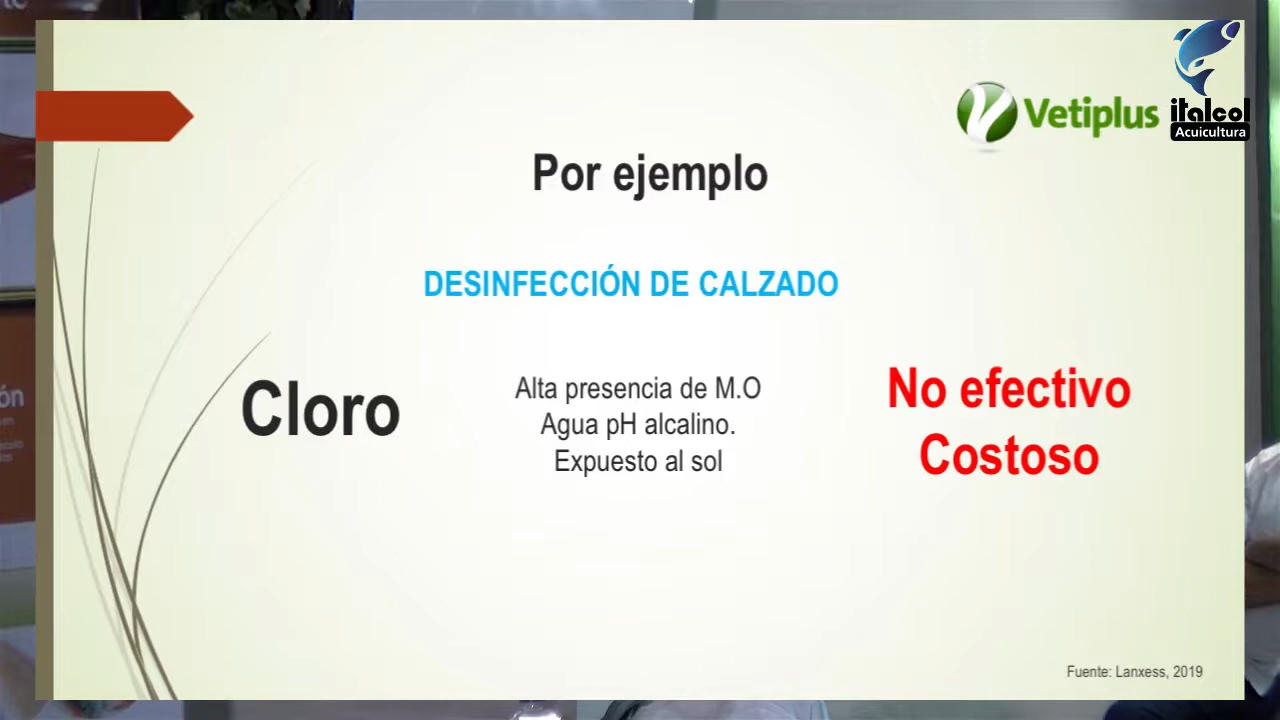 Vetiplus
italcol
Acuicultura
Por ejemplo
DESINFECCIÓN DE CALZADO
Cloro
Alta presencia de M.O
Agua pH alcalino.
Expuesto al sol
No efectivo
Costoso
Fuente: Lanxess, 2019